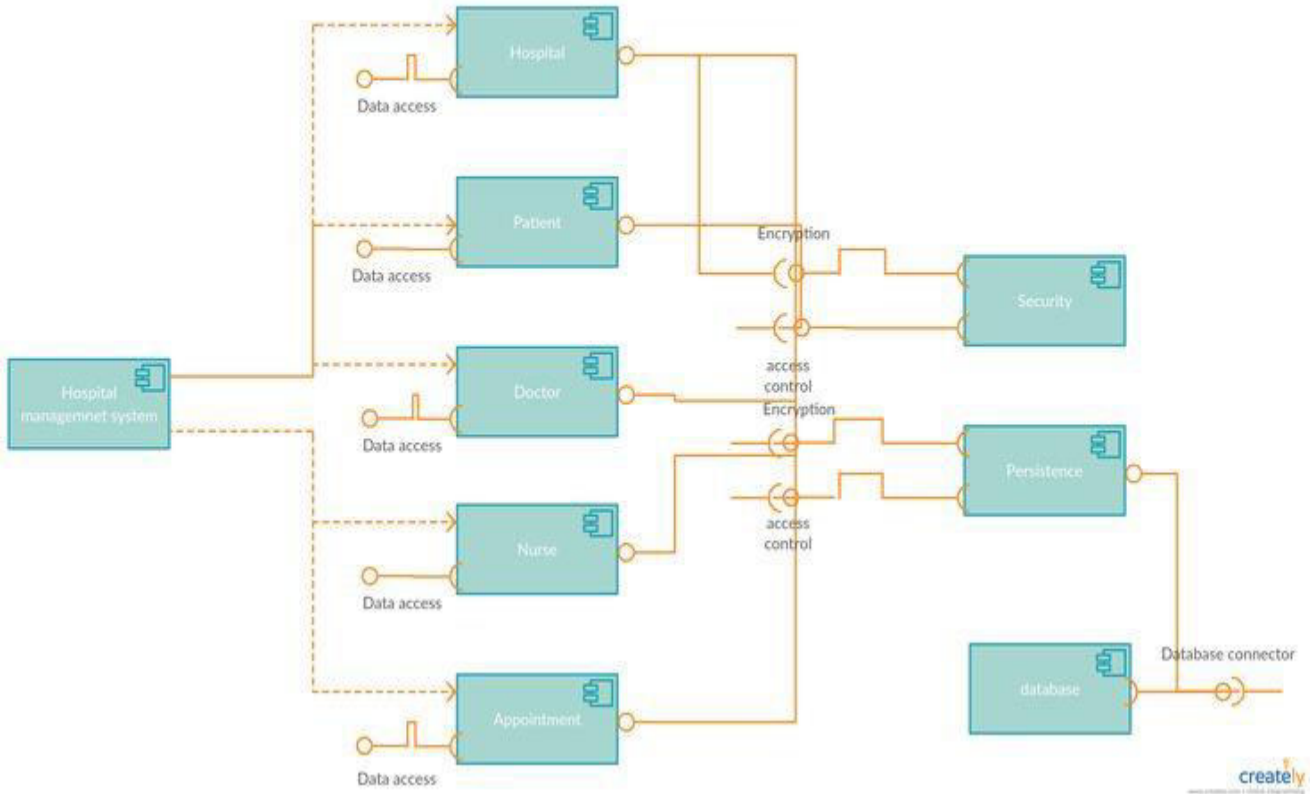 Hospital
Data access
Patient
Data access
Encryption
Security
access
control
Hospital
managemnet system
Doctor
Data access
Encryption
Persistence
access
control
Nurse
Data access
Database connector
database
Appointment
Data access
creately